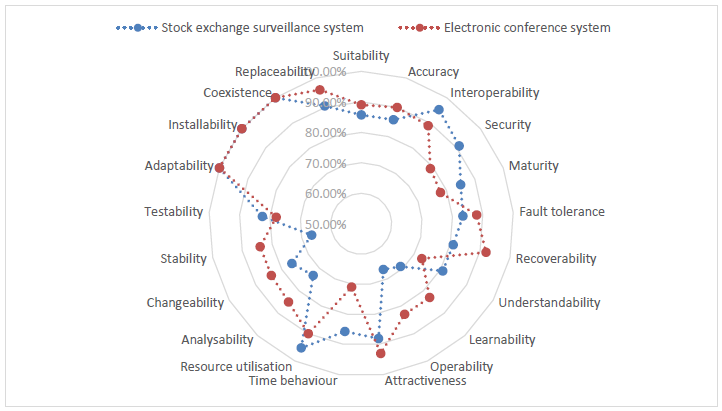 Stock exchange surveillance system
Electronic conference system
Suitability
Accuracy
Interoperability
Security
Maturity
Fault tolerance
Recoverability
Understandability
Learnability
Operability
Attractiveness
Time behaviour
Resource utilisation
Analysability
Changeability
Stability
Testability
Adaptability
Installability
Coexistence
Replaceability
100.00%
90.00%
80.00%
70.00%
60.00%
50.00%